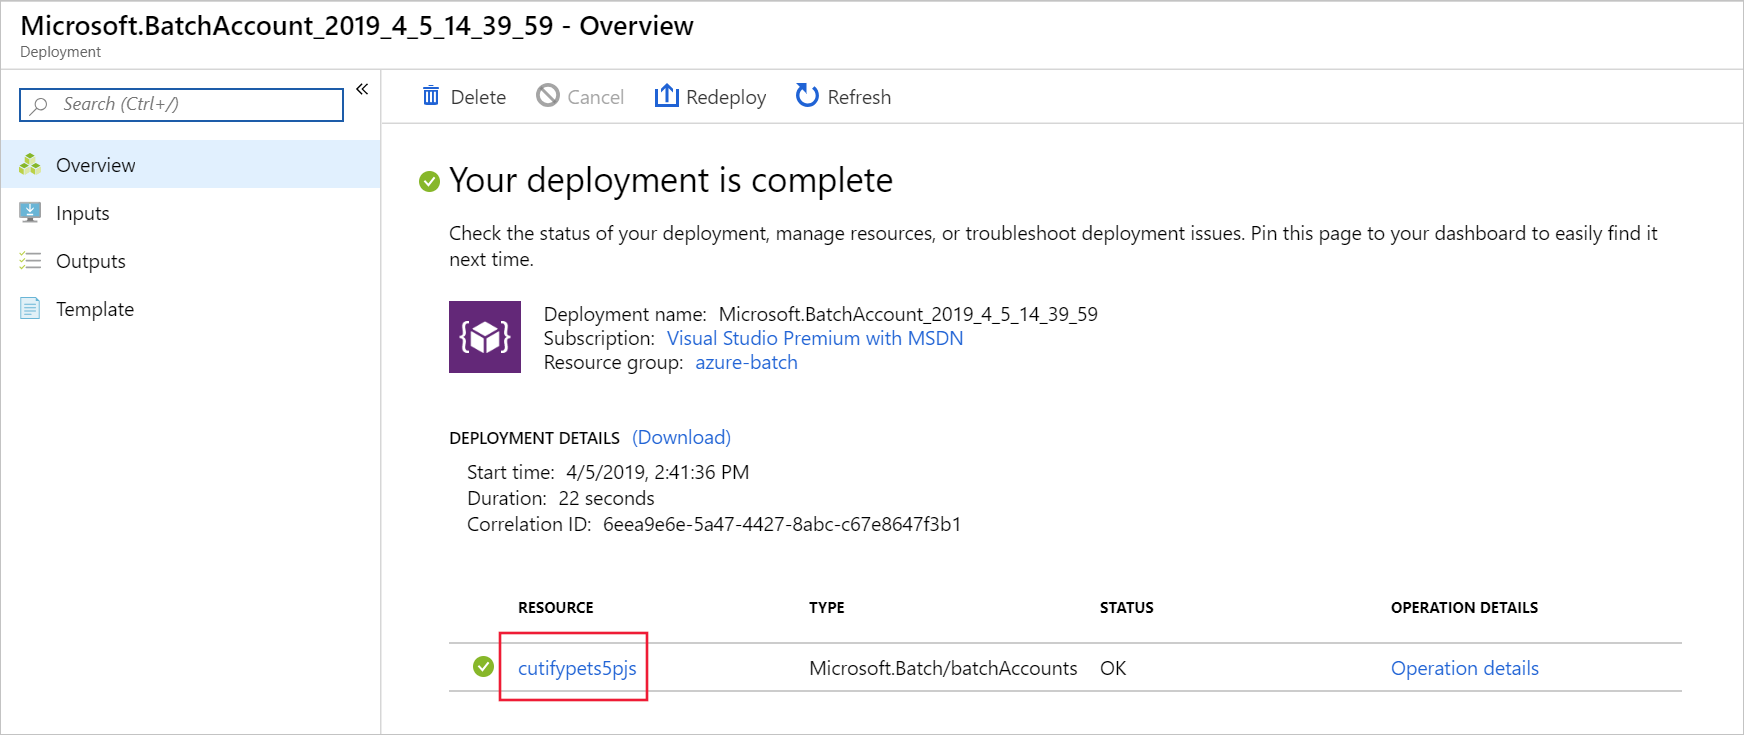 Microsoft.BatchAccount_2019_4_5_14_39_59 - Overview
Deployment
Search (Ctrl+/)
«
Overview
Inputs
Outputs
Template
Delete Cancel Redeploy Refresh
Your deployment is complete
Check the status of your deployment, manage resources, or troubleshoot deployment issues. Pin this page to your dashboard to easily find it
next time.
Deployment name: Microsoft.BatchAccount_2019_4_5_14_39_59
Subscription: Visual Studio Premium with MSDN
Resource group: azure-batch
DEPLOYMENT DETAILS (Download)
Start time: 4/5/2019, 2:41:36 PM
Duration: 22 seconds
Correlation ID: 6eea9e6e-5a47-4427-8abc-c67e8647f3b1
RESOURCE TYPE STATUS OPERATION DETAILS
cutifypets5pjs Microsoft.Batch/batchAccounts OK Operation details